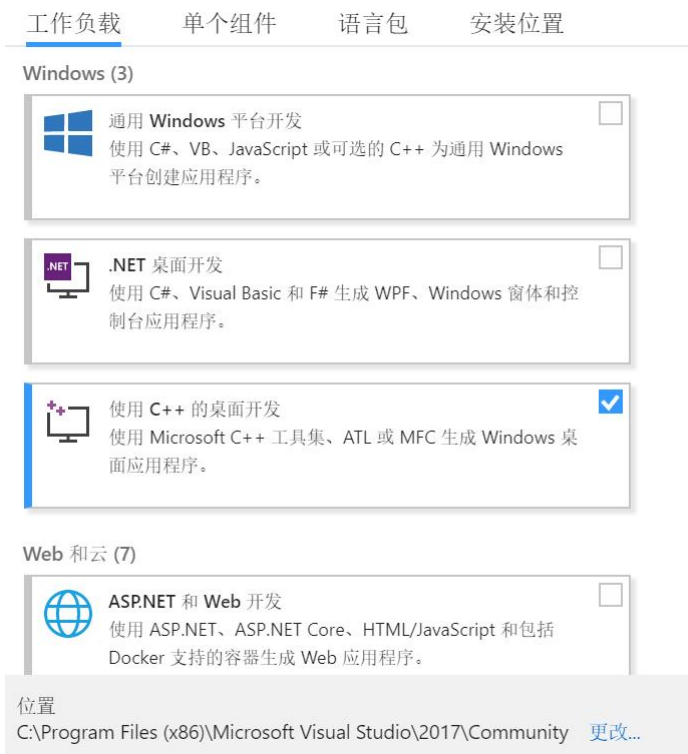 工作负载 单个组件 语言包 安装位置
Windows (3)
通用 Windows 平台开发
使用 C#、VB、JavaScript 或可选的 C++ 为通用 Windows
平台创建应用程序。
.NET
.NET 桌面开发
使用 C#、Visual Basic 和 F# 生成 WPF、Windows 窗体和控
制台应用程序。
使用 C++ 的桌面开发
使用 Microsoft C++ 工具集、ATL 或 MFC 生成 Windows 桌
面应用程序。
Web 和云 (7)
ASP.NET 和 Web 开发
使用 ASP.NET、ASP.NET Core、HTML/JavaScript 和包括
Docker 支持的容器生成 Web 应用程序。
位置
C:\Program Files (x86)\Microsoft Visual Studio\2017\Community 更改...